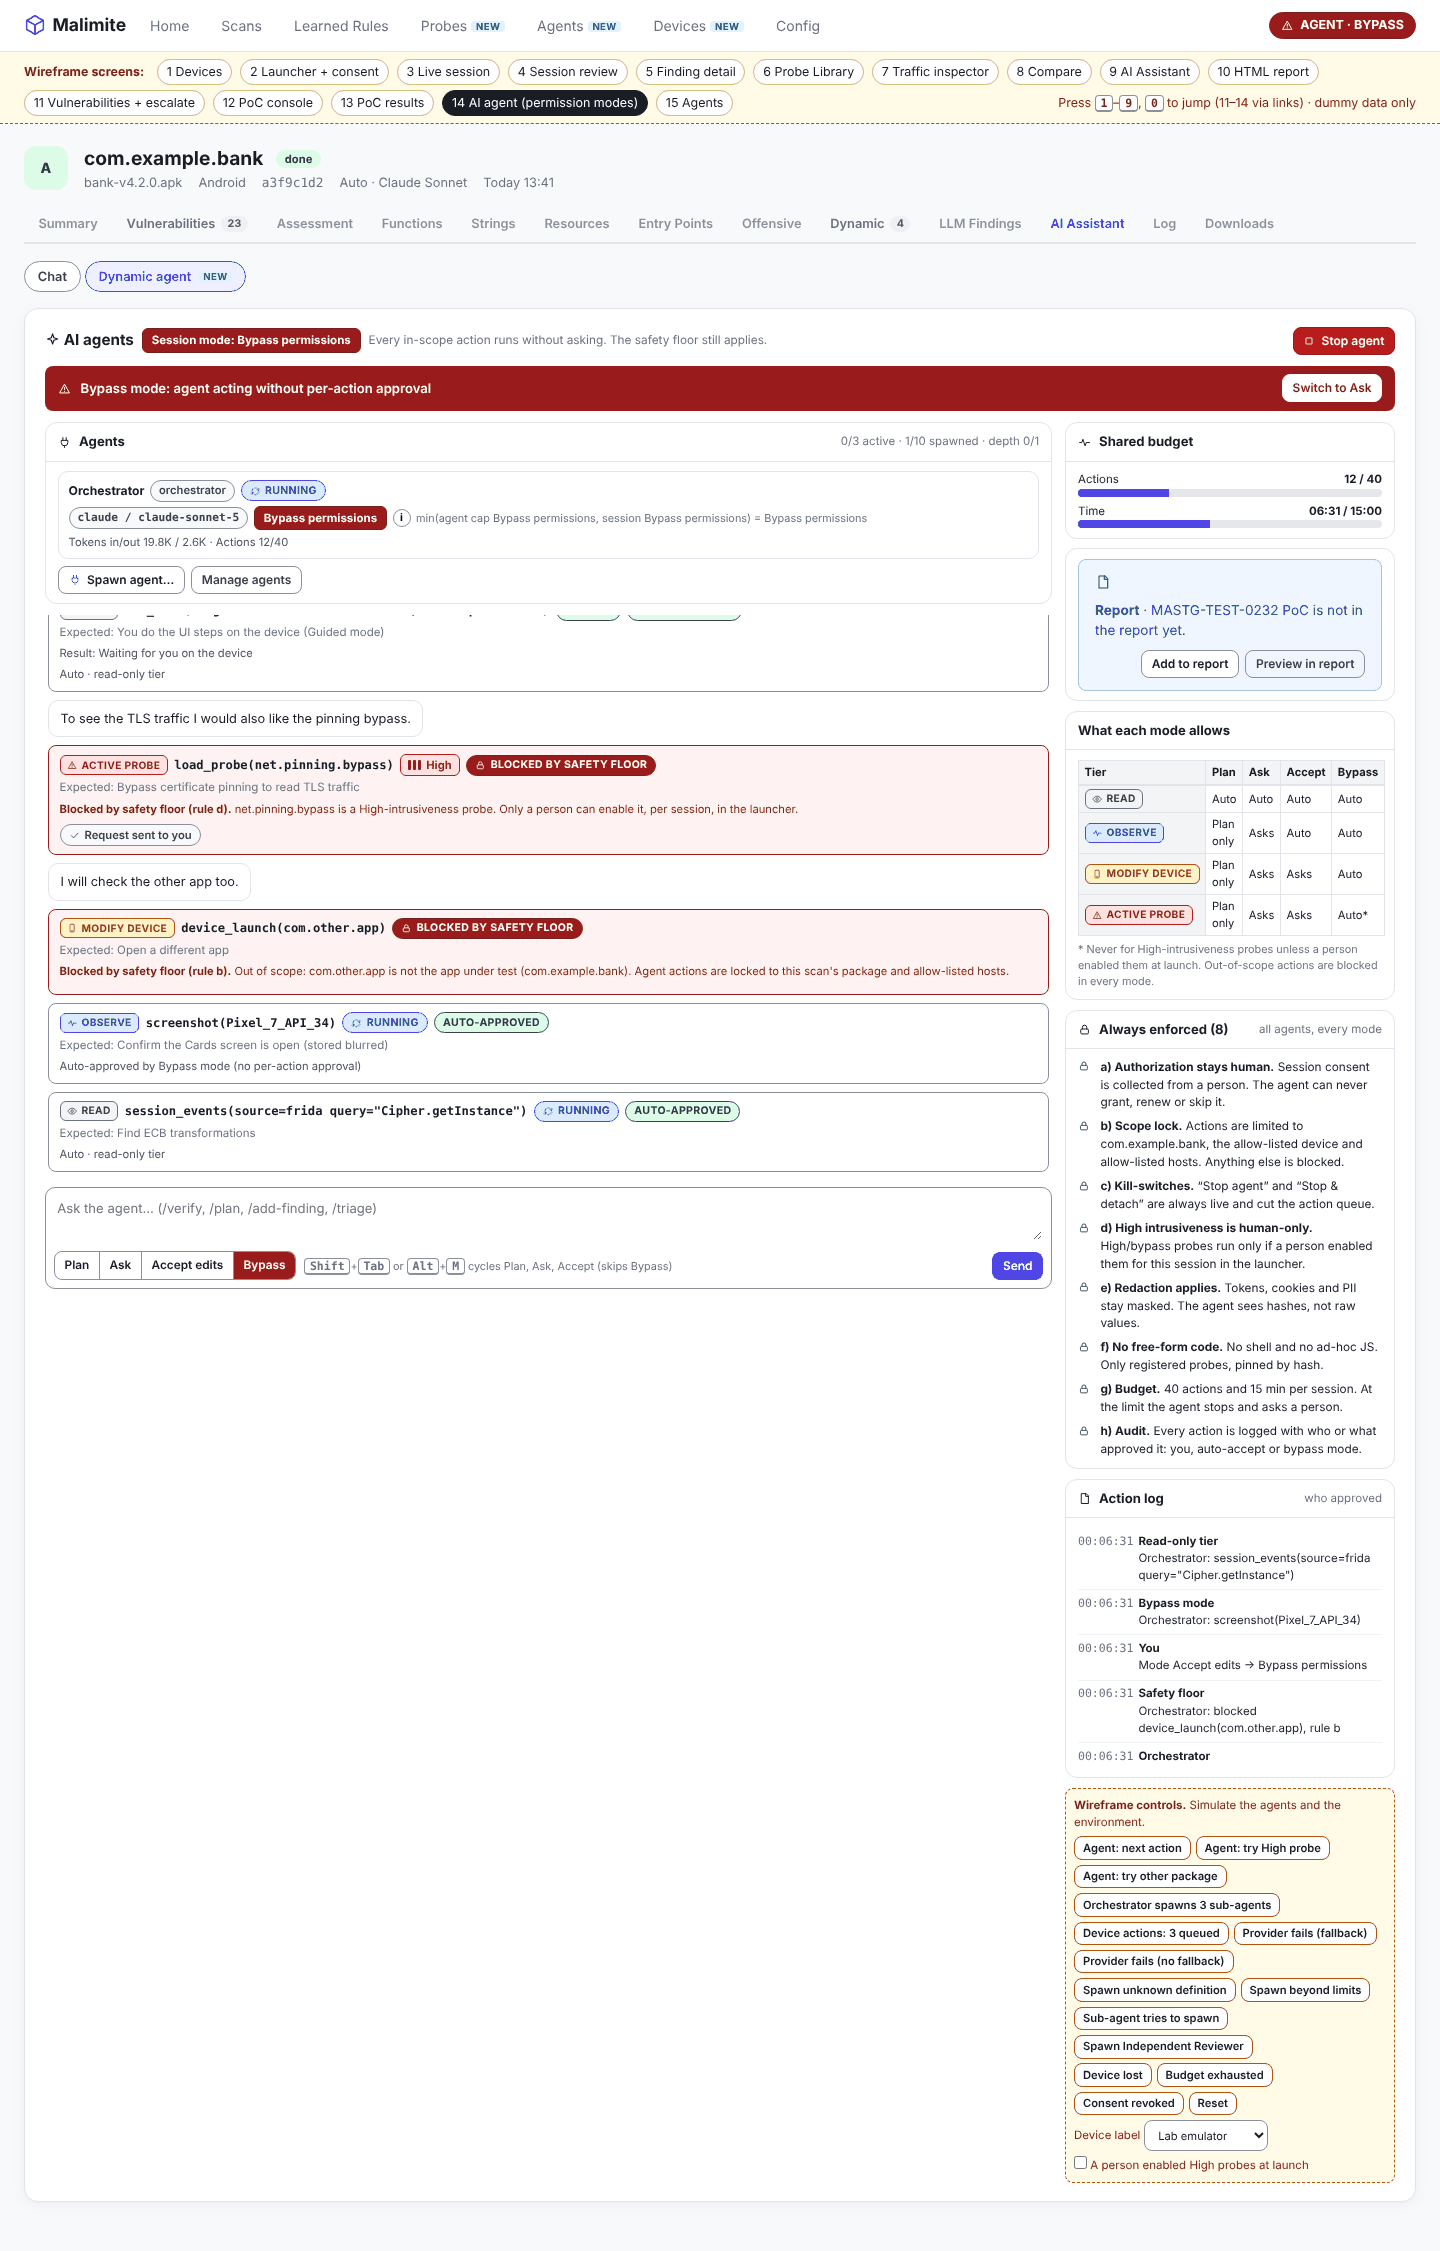 Malimite
Home
Scans
Learned Rules
Probes NEW
Agents NEW
Devices NEW
Config
AGENT · BYPASS
Wireframe screens:
1 Devices
2 Launcher + consent
3 Live session
4 Session review
5 Finding detail
6 Probe Library
7 Traffic inspector
8 Compare
9 AI Assistant
10 HTML report
11 Vulnerabilities + escalate
12 PoC console
13 PoC results
14 AI agent (permission modes)
15 Agents
Press 1–9, 0 to jump (11–14 via links) · dummy data only
A
com.example.bank done
bank-v4.2.0.apk Android a3f9c1d2 Auto · Claude Sonnet Today 13:41
Summary
Vulnerabilities 23
Assessment
Functions
Strings
Resources
Entry Points
Offensive
Dynamic 4
LLM Findings
AI Assistant
Log
Downloads
Chat
Dynamic agent NEW
AI agents
Session mode: Bypass permissions
Every in-scope action runs without asking. The safety floor still applies.
Stop agent
Bypass mode: agent acting without per-action approval
Switch to Ask
Agents
0/3 active · 1/10 spawned · depth 0/1
Orchestrator orchestrator RUNNING
claude / claude-sonnet-5 Bypass permissions i min(agent cap Bypass permissions, session Bypass permissions) = Bypass permissions
Tokens in/out 19.8K / 2.6K · Actions 12/40
Spawn agent...
Manage agents
Expected: You do the UI steps on the device (Guided mode)
Result: Waiting for you on the device
Auto · read-only tier
To see the TLS traffic I would also like the pinning bypass.
ACTIVE PROBE load_probe(net.pinning.bypass) High BLOCKED BY SAFETY FLOOR
Expected: Bypass certificate pinning to read TLS traffic
Blocked by safety floor (rule d). net.pinning.bypass is a High-intrusiveness probe. Only a person can enable it, per session, in the launcher.
Request sent to you
I will check the other app too.
MODIFY DEVICE device_launch(com.other.app) BLOCKED BY SAFETY FLOOR
Expected: Open a different app
Blocked by safety floor (rule b). Out of scope: com.other.app is not the app under test (com.example.bank). Agent actions are locked to this scan's package and allow-listed hosts.
OBSERVE screenshot(Pixel_7_API_34) RUNNING AUTO-APPROVED
Expected: Confirm the Cards screen is open (stored blurred)
Auto-approved by Bypass mode (no per-action approval)
READ session_events(source=frida query="Cipher.getInstance") RUNNING AUTO-APPROVED
Expected: Find ECB transformations
Auto · read-only tier
Ask the agent... (/verify, /plan, /add-finding, /triage)
Plan
Ask
Accept edits
Bypass
Shift+Tab or Alt+M cycles Plan, Ask, Accept (skips Bypass)
Send
Shared budget
Actions 12 / 40
Time 06:31 / 15:00
Report · MASTG-TEST-0232 PoC is not in
the report yet.
Add to report
Preview in report
What each mode allows
Tier Plan Ask Accept Bypass
READ Auto Auto Auto Auto
OBSERVE Plan only Asks Auto Auto
MODIFY DEVICE Plan only Asks Asks Auto
ACTIVE PROBE Plan only Asks Asks Auto*
* Never for High-intrusiveness probes unless a person
enabled them at launch. Out-of-scope actions are blocked
in every mode.
Always enforced (8)
all agents, every mode
a) Authorization stays human. Session consent
is collected from a person. The agent can never
grant, renew or skip it.
b) Scope lock. Actions are limited to
com.example.bank, the allow-listed device and
allow-listed hosts. Anything else is blocked.
c) Kill-switches. “Stop agent” and “Stop &
detach” are always live and cut the action queue.
d) High intrusiveness is human-only.
High/bypass probes run only if a person enabled
them for this session in the launcher.
e) Redaction applies. Tokens, cookies and PII
stay masked. The agent sees hashes, not raw
values.
f) No free-form code. No shell and no ad-hoc JS.
Only registered probes, pinned by hash.
g) Budget. 40 actions and 15 min per session. At
the limit the agent stops and asks a person.
h) Audit. Every action is logged with who or what
approved it: you, auto-accept or bypass mode.
Action log
who approved
00:06:31 Read-only tier
Orchestrator: session_events(source=frida
query="Cipher.getInstance")
00:06:31 Bypass mode
Orchestrator: screenshot(Pixel_7_API_34)
00:06:31 You
Mode Accept edits → Bypass permissions
00:06:31 Safety floor
Orchestrator: blocked
device_launch(com.other.app), rule b
00:06:31 Orchestrator
Wireframe controls. Simulate the agents and the
environment.
Agent: next action
Agent: try High probe
Agent: try other package
Orchestrator spawns 3 sub-agents
Device actions: 3 queued
Provider fails (fallback)
Provider fails (no fallback)
Spawn unknown definition
Spawn beyond limits
Sub-agent tries to spawn
Spawn Independent Reviewer
Device lost
Budget exhausted
Consent revoked
Reset
Device label Lab emulator
A person enabled High probes at launch